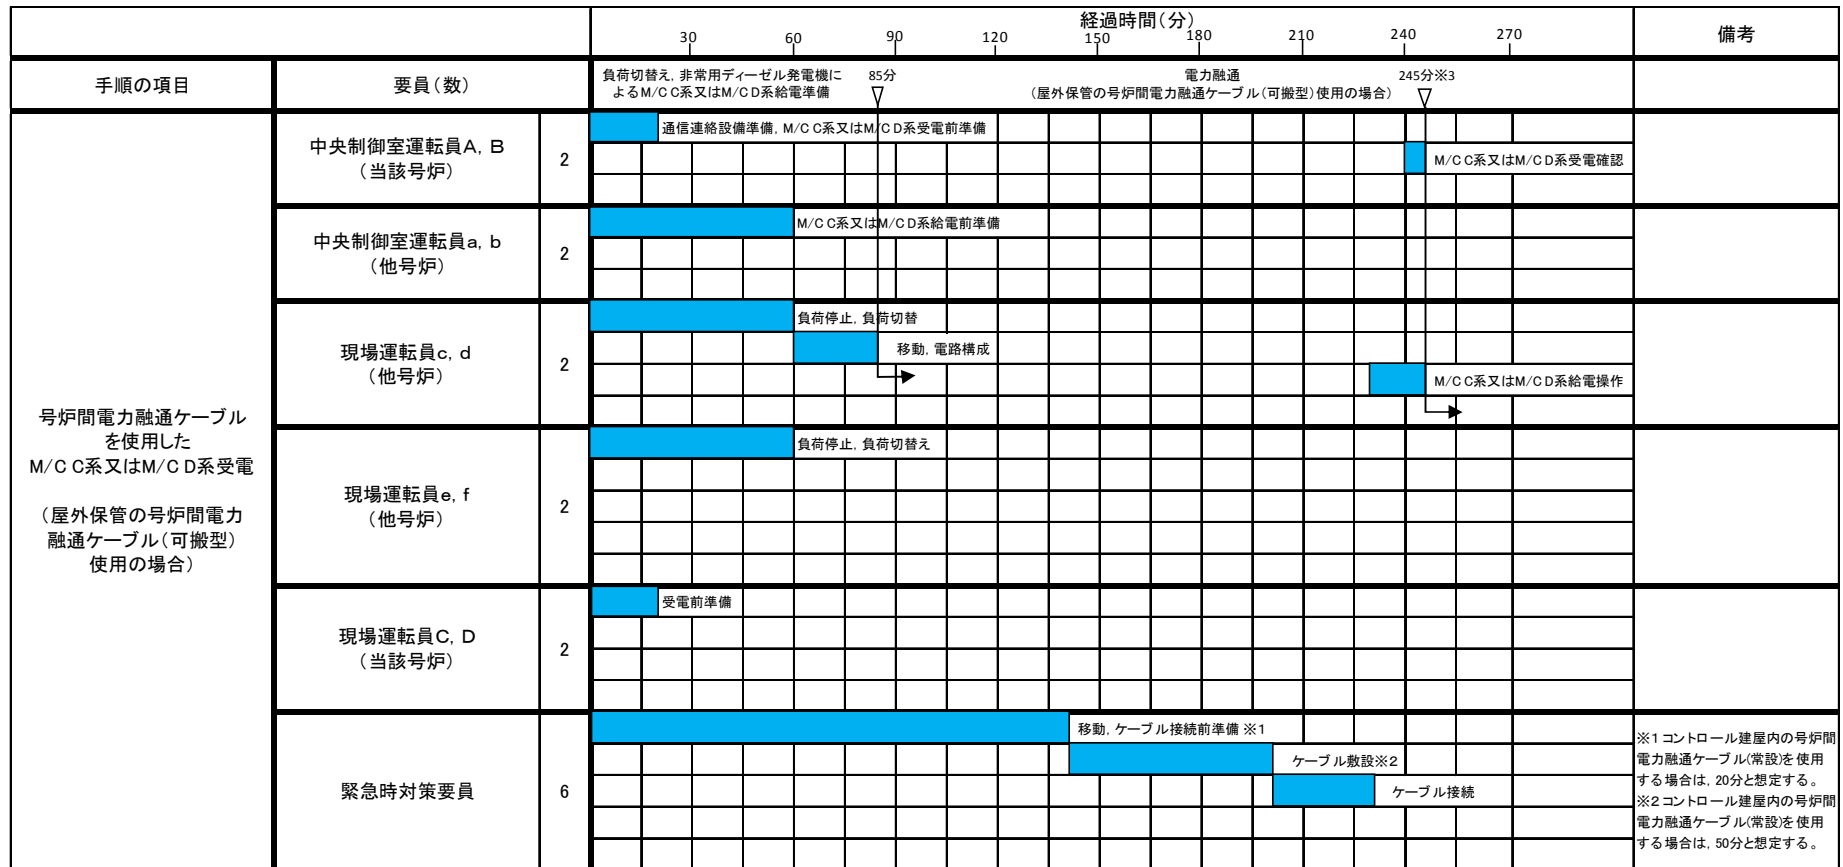 経過時間(分)
備考
30
60
90
120
150
180
210
240
270
手順の項目
要員(数)
負荷切替え, 非常用ディーゼル発電機に
よるM/C C系又はM/C D系給電準備
85分
電力融通
(屋外保管の号炉間電力融通ケーブル(可搬型)使用の場合)
245分※3
号炉間電力融通ケーブル
を使用した
M/C C系又はM/C D系受電
(屋外保管の号炉間電力
融通ケーブル(可搬型)
使用の場合)
中央制御室運転員A, B
(当該号炉)
2
通信連絡設備準備, M/C C系又はM/C D系受電前準備
M/C C系又はM/C D系受電確認
中央制御室運転員a, b
(他号炉)
2
M/C C系又はM/C D系給電前準備
現場運転員c, d
(他号炉)
2
負荷停止, 負荷切替
移動, 電路構成
M/C C系又はM/C D系給電操作
現場運転員e, f
(他号炉)
2
負荷停止, 負荷切替え
現場運転員C, D
(当該号炉)
2
受電前準備
緊急時対策要員
6
移動, ケーブル接続前準備 ※1
ケーブル敷設※2
ケーブル接続
※1 コントロール建屋内の号炉間
電力融通ケーブル(常設)を使用
する場合は, 20分と想定する。
※2 コントロール建屋内の号炉間
電力融通ケーブル(常設)を使用
する場合は, 50分と想定する。